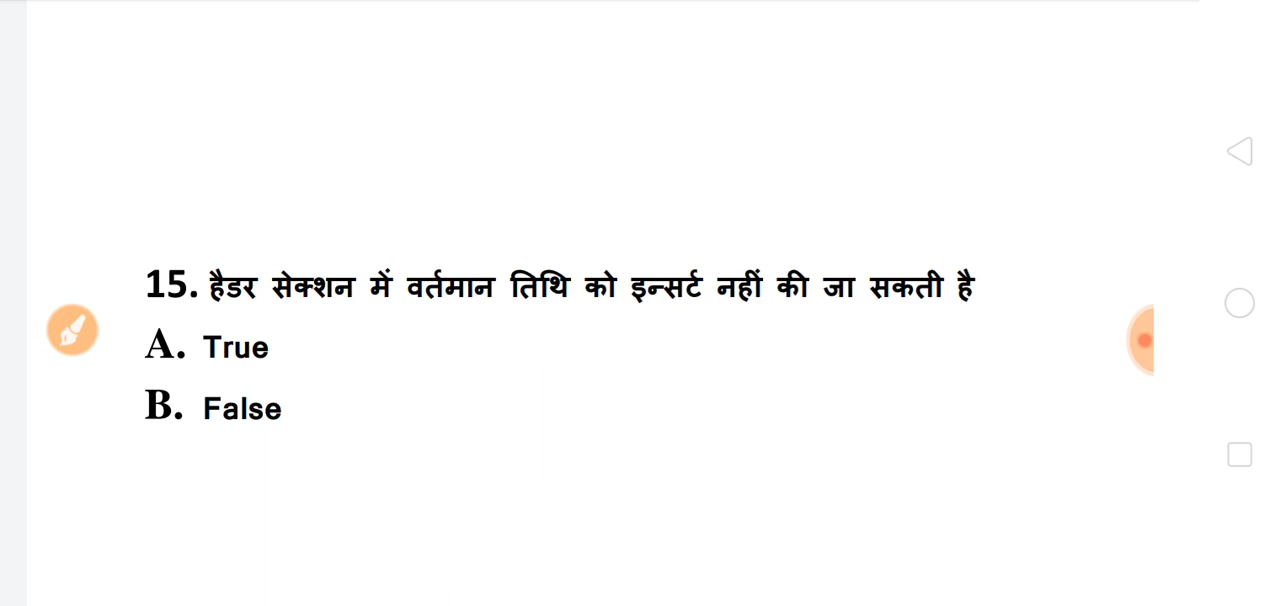 15. हैडर सेक्शन में वर्तमान तिथि को इन्सर्ट नहीं की जा सकती है
A. True
B. False